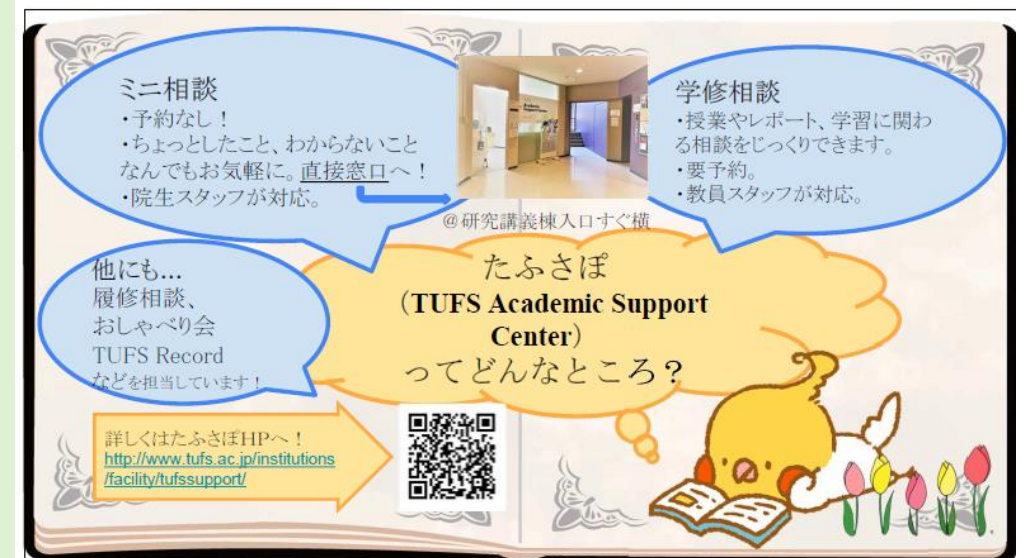 ミニ相談
・予約なし！
・ちょっとしたこと、わからないこと
なんでもお気軽に。直接窓口へ！
・院生スタッフが対応。
@研究講義棟入口すぐ横
学修相談
・授業やレポート、学習に関わ
る相談をじっくりできます。
・要予約。
・教員スタッフが対応。
たふさぽ
（TUFS Academic Support
Center）
ってどんなところ？
他にも...
履修相談、
おしゃべり会
TUFS Record
などを担当しています！
詳しくはたふさぽHPへ！
http://www.tufs.ac.jp/institutions
/facility/tufssupport/